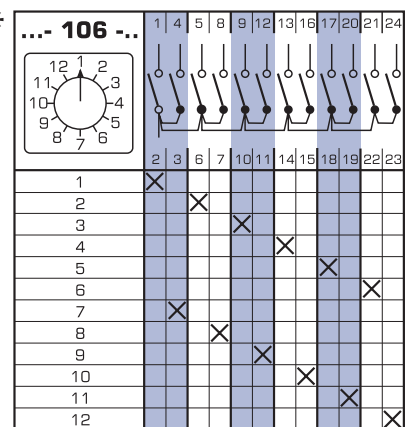 ...- 106 -..
1 4 5 8 9 12 13 16 17 20 21 24
12 1 2
11 3
10 4
9 5
8 7 6
2 3 6 7 10 11 14 15 18 19 22 23
1 X
2 X
3 X
4 X
5 X
6 X
7 X
8 X
9 X
10 X
11 X
12 X